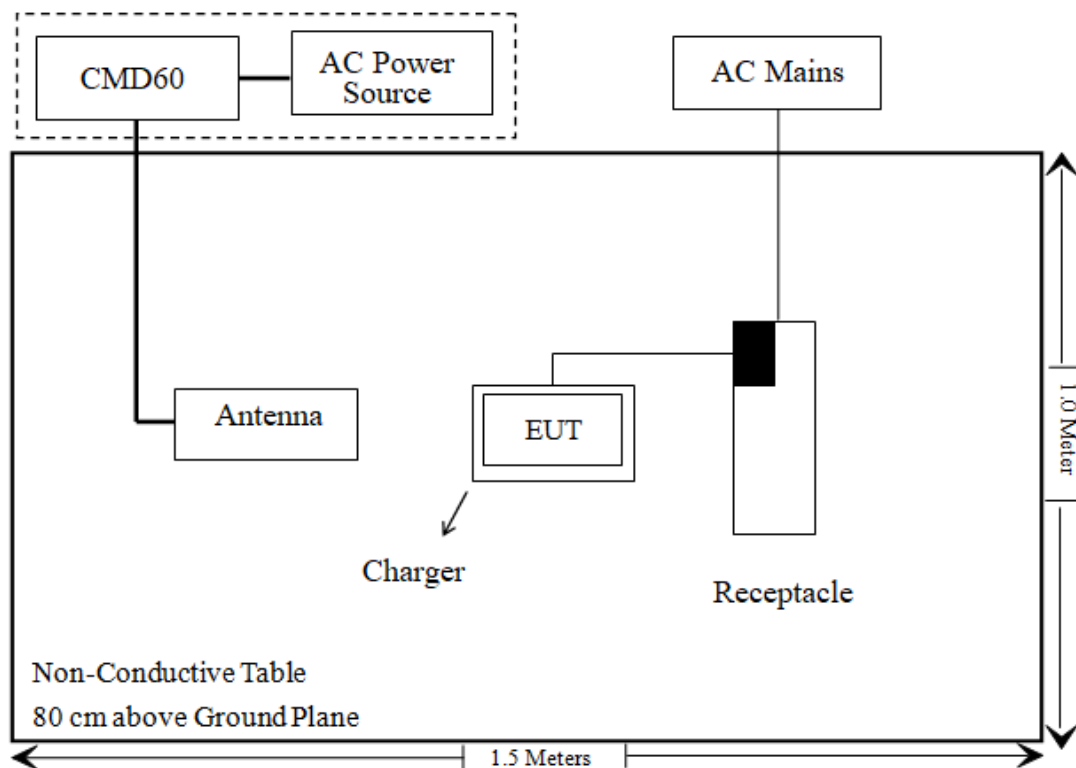 CMD60
AC Power
Source
AC Mains
Antenna
EUT
Charger
Receptacle
1.0 Meter
Non-Conductive Table
80 cm above Ground Plane
1.5 Meters